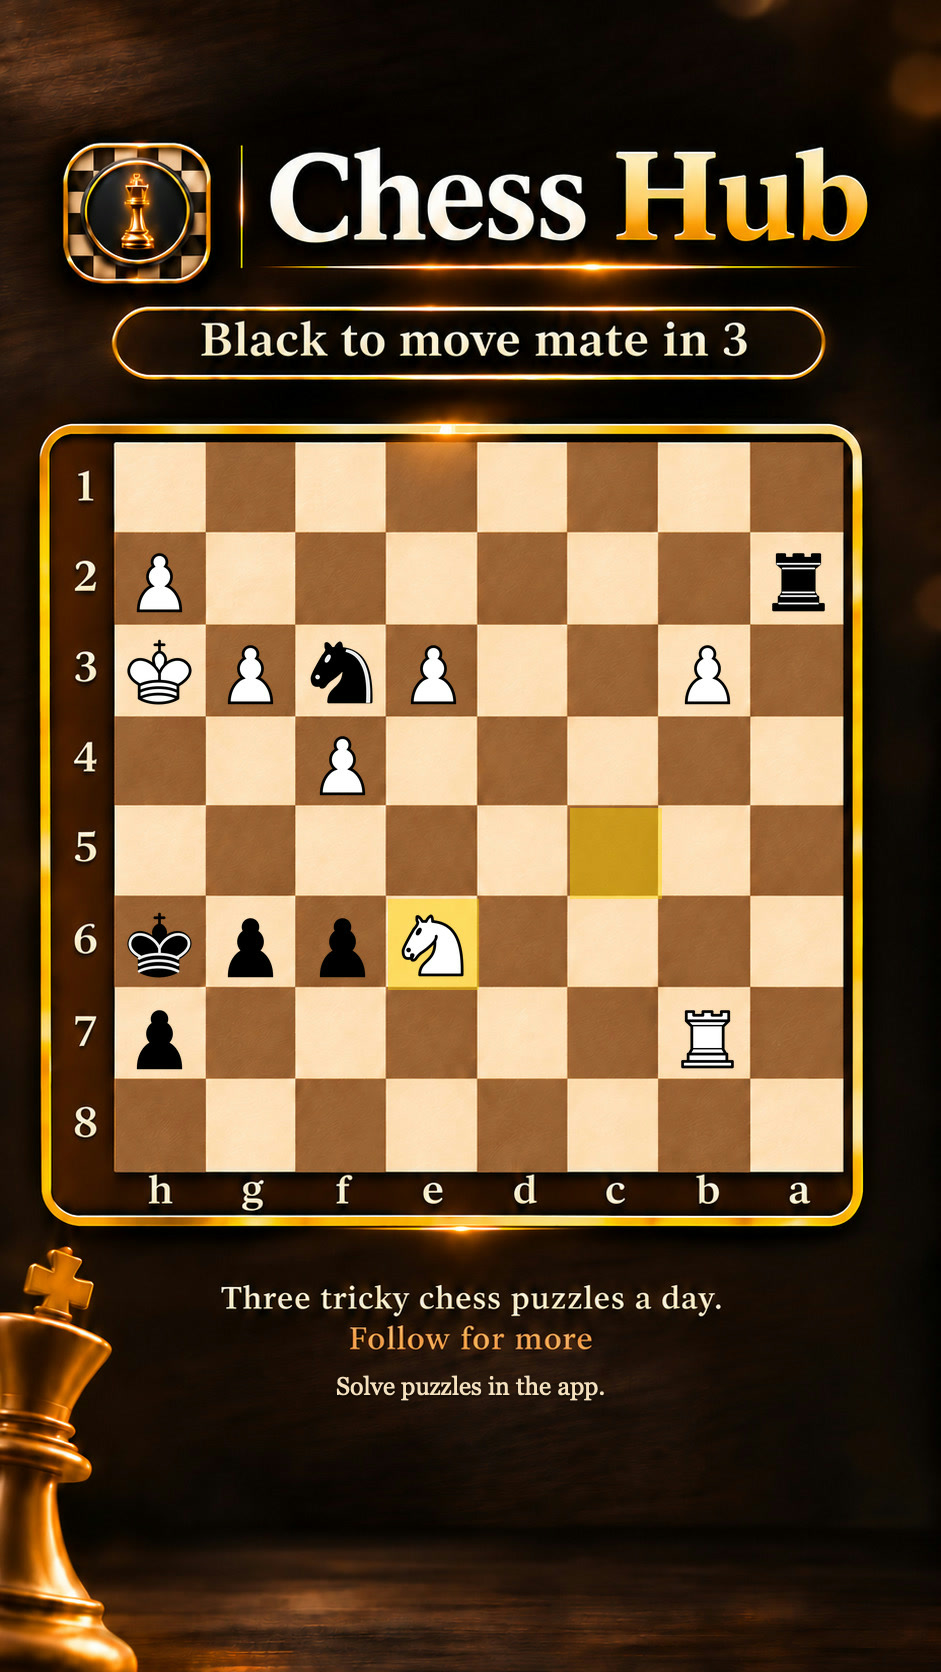 Chess Hub
Black to move mate in 3
1
2
3
4
5
6
7
8
h g f e d c b a
Three tricky chess puzzles a day.
Follow for more
Solve puzzles in the app.